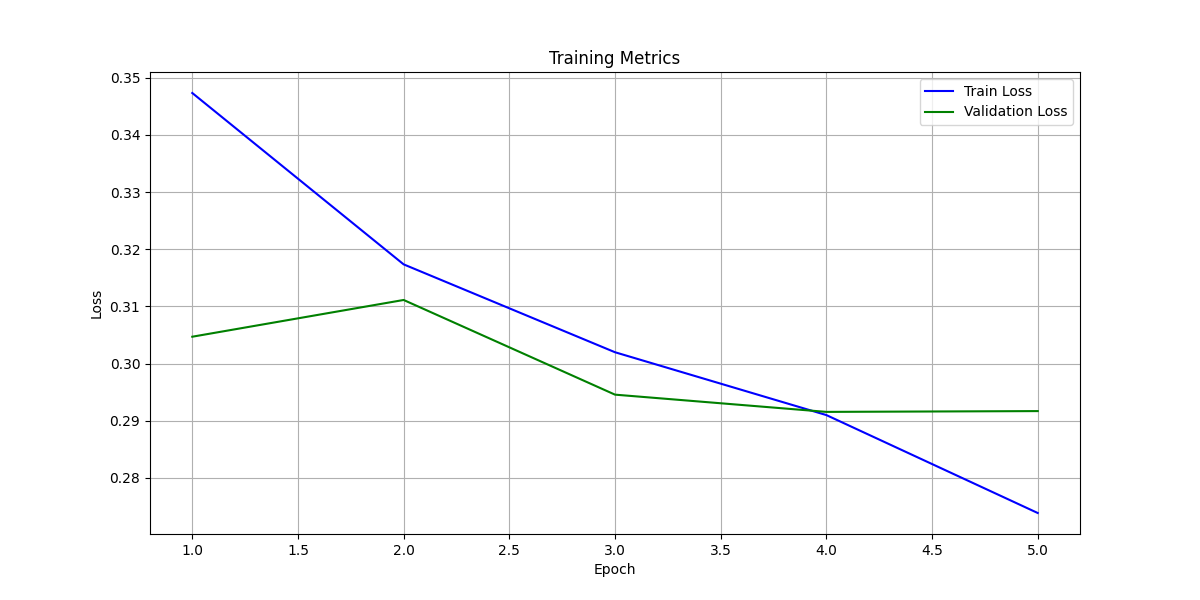 Training Metrics
0.35
0.34
0.33
0.32
0.31
0.30
0.29
0.28
Loss
Train Loss
Validation Loss
1.0 1.5 2.0 2.5 3.0 3.5 4.0 4.5 5.0
Epoch